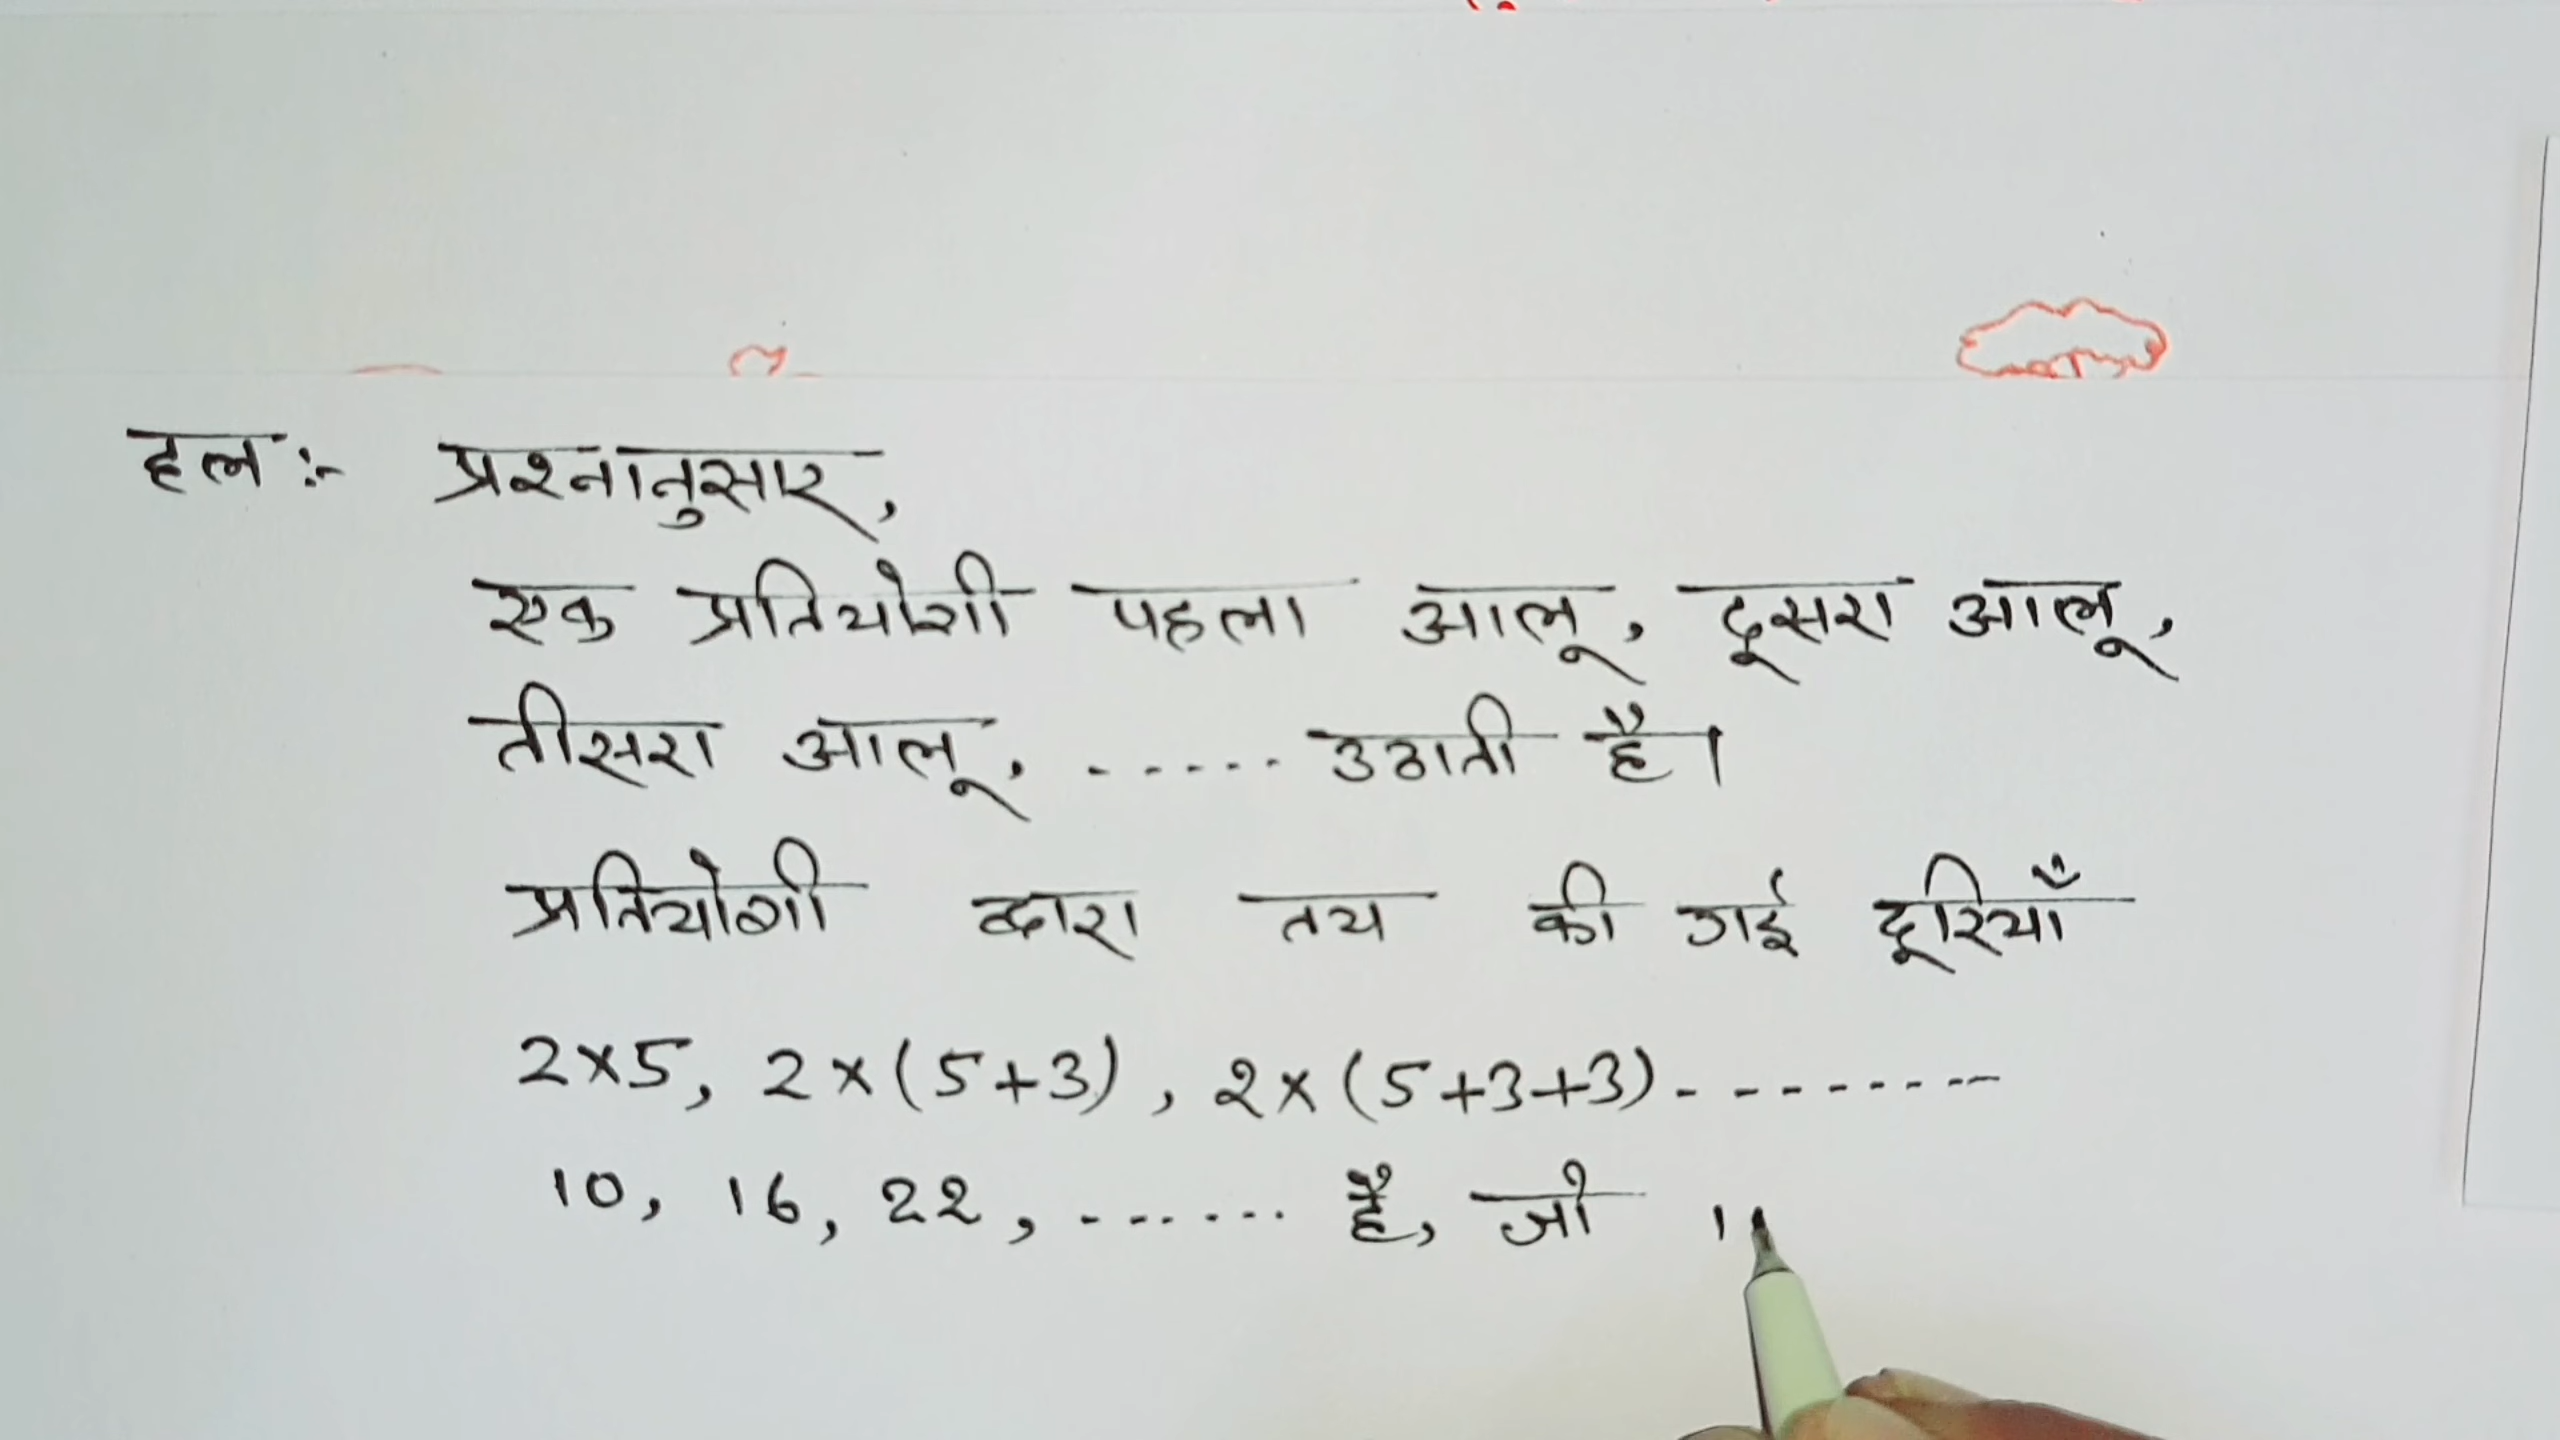 हल :- प्रश्नानुसार,
एक प्रतियोगी पहला आलू, दूसरा आलू,
तीसरा आलू, ...... उठाती है।
प्रतियोगी द्वारा तय की गई दूरियाँ
2×5, 2×(5+3), 2×(5+3+3)--------
10, 16, 22, ....... हैं, जो